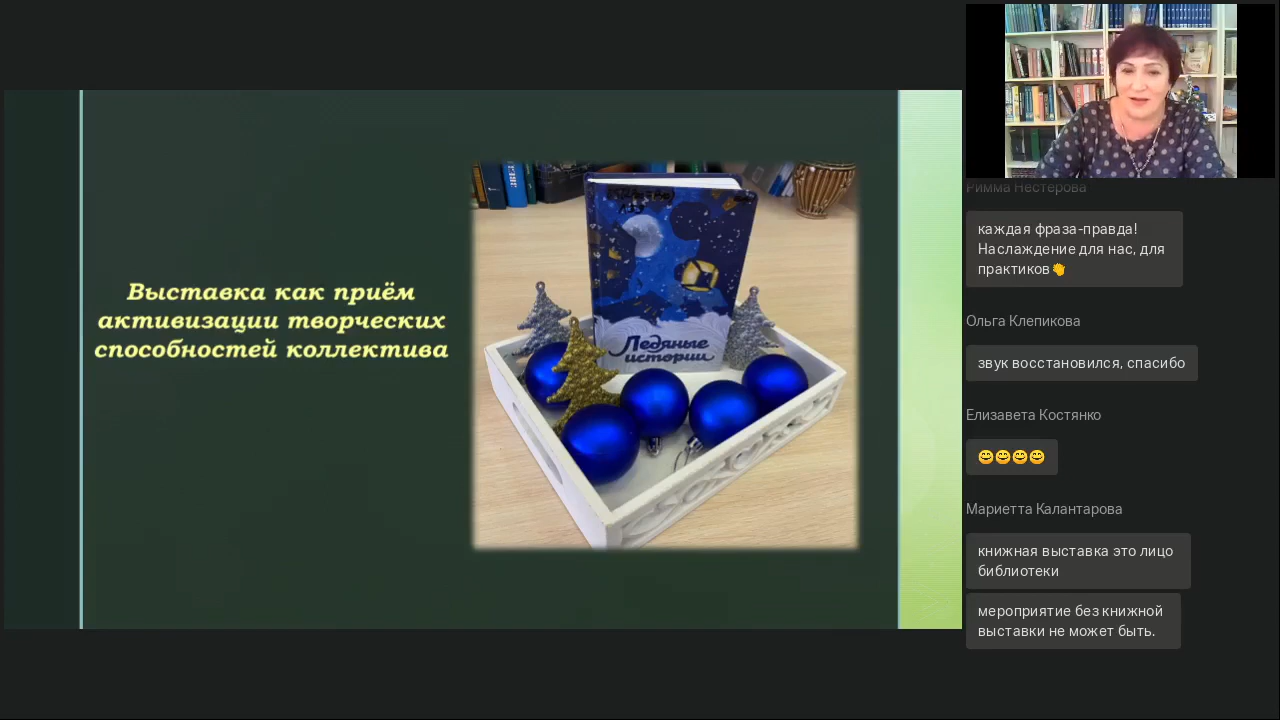 Выставка как приём
активизации творческих
способностей коллектива
Ледяные
истории
Римма Нестерова
каждая фраза-правда!
Наслаждение для нас, для
практиков👏
Ольга Клепикова
звук восстановился, спасибо
Елизавета Костянко
😊😊😊😊
Мариетта Калантарова
книжная выставка это лицо
библиотеки
мероприятие без книжной
выставки не может быть.